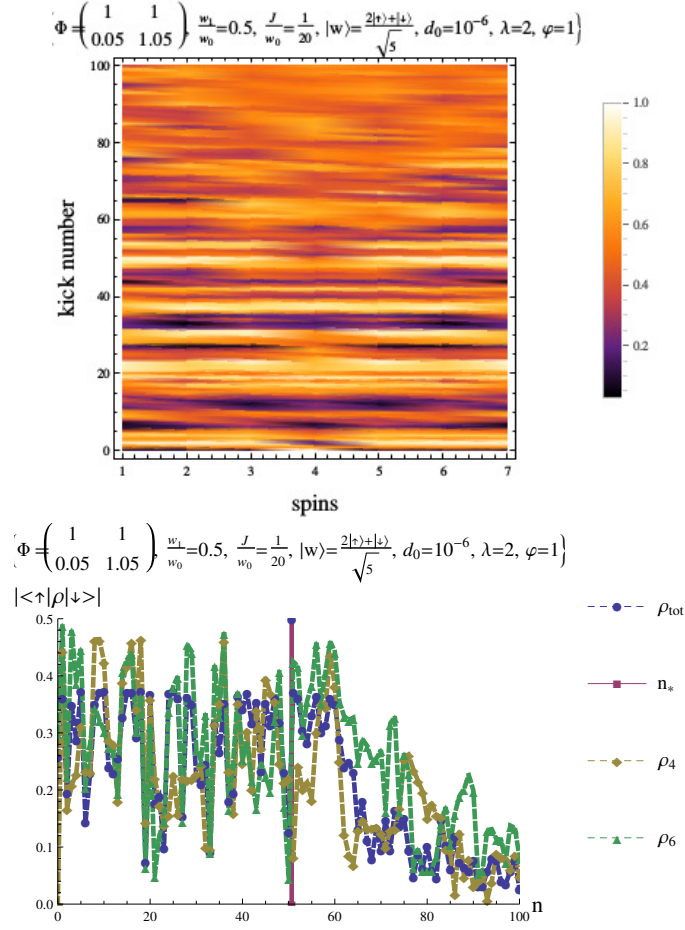 {Φ=(1 1
0.05 1.05), w₁/w₀=0.5, J/w₀=1/20, |w⟩=2|↑⟩+|↓⟩/√5, d₀=10⁻⁶, λ=2, φ=1}
100
80
60
40
20
0
kick number
1 2 3 4 5 6 7
spins
1.0
0.8
0.6
0.4
0.2
{Φ=(1 1
0.05 1.05), w₁/w₀=0.5, J/w₀=1/20, |w⟩=2|↑⟩+|↓⟩/√5, d₀=10⁻⁶, λ=2, φ=1}
|<↑|ρ|↓>|
0.5
0.4
0.3
0.2
0.1
0.0
0 20 40 60 80 100 n
ρtot
n*
ρ4
ρ6